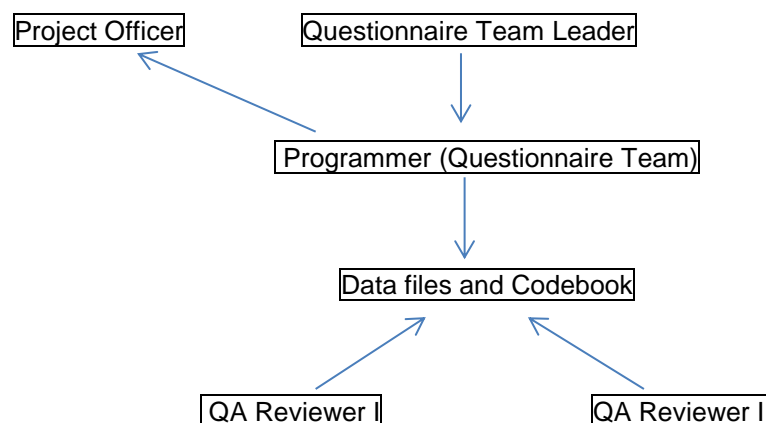 Project Officer
Questionnaire Team Leader
Programmer (Questionnaire Team)
Data files and Codebook
QA Reviewer I
QA Reviewer I